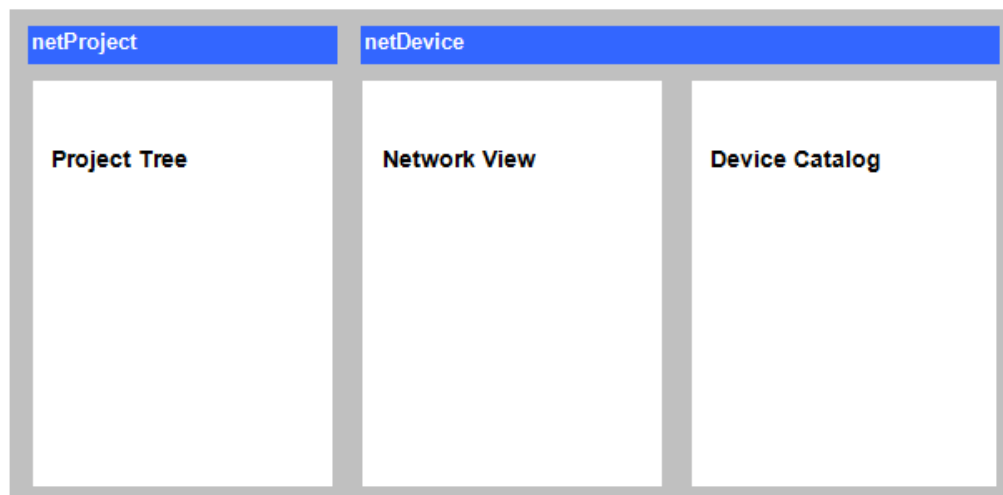 netProject
netDevice
Project Tree
Network View
Device Catalog